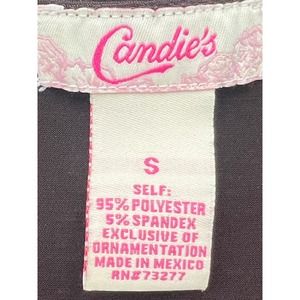 Candie's
S
SELF:
95% POLYESTER
5% SPANDEX
EXCLUSIVE OF
ORNAMENTATION
MADE IN MEXICO
RN#73277